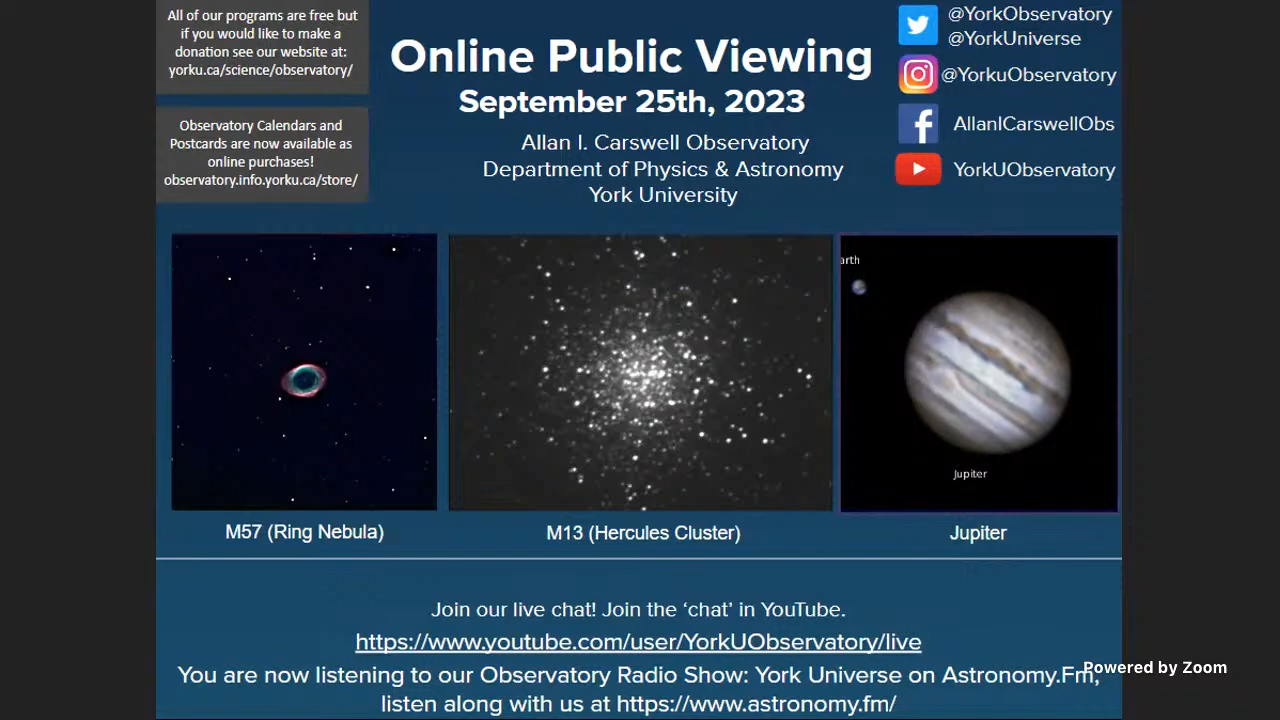 All of our programs are free but
if you would like to make a
donation see our website at:
yorku.ca/science/observatory/
Observatory Calendars and
Postcards are now available as
online purchases!
observatory.info.yorku.ca/store/
Online Public Viewing
September 25th, 2023
Allan I. Carswell Observatory
Department of Physics & Astronomy
York University
@YorkObservatory
@YorkUniverse
@YorkuObservatory
AllanICarswellObs
YorkUObservatory
arth
Jupiter
M57 (Ring Nebula)
M13 (Hercules Cluster)
Jupiter
Join our live chat! Join the ‘chat’ in YouTube.
https://www.youtube.com/user/YorkUObservatory/live
You are now listening to our Observatory Radio Show: York Universe on Astronomy.Fm,
listen along with us at https://www.astronomy.fm/
Powered by Zoom